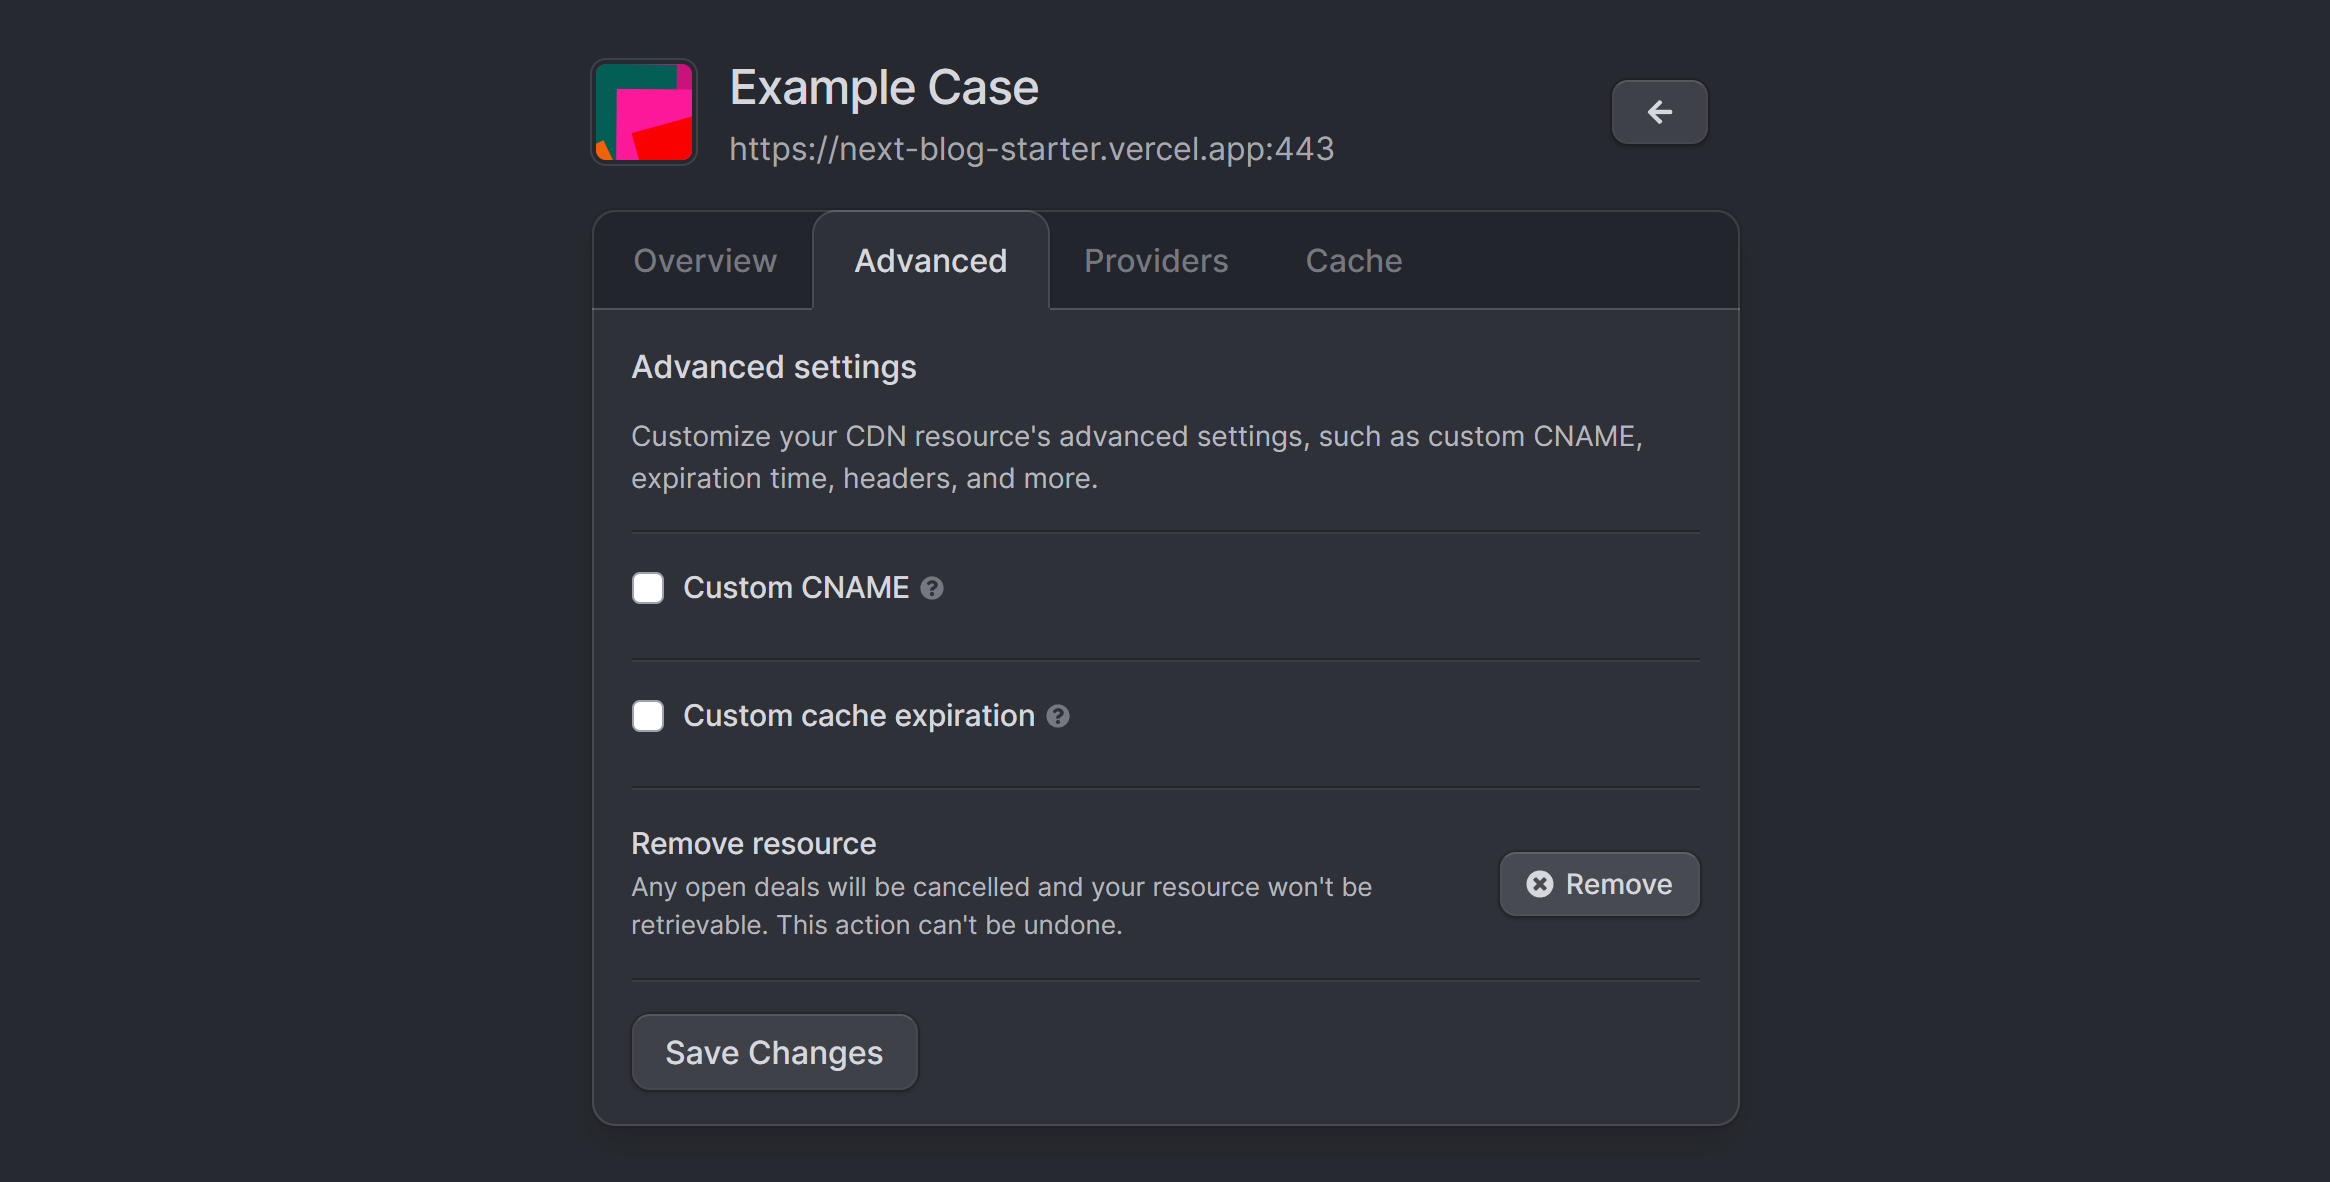 Example Case
https://next-blog-starter.vercel.app:443
Overview
Advanced
Providers
Cache
Advanced settings
Customize your CDN resource's advanced settings, such as custom CNAME,
expiration time, headers, and more.
Custom CNAME
Custom cache expiration
Remove resource
Any open deals will be cancelled and your resource won't be
retrievable. This action can't be undone.
Remove
Save Changes